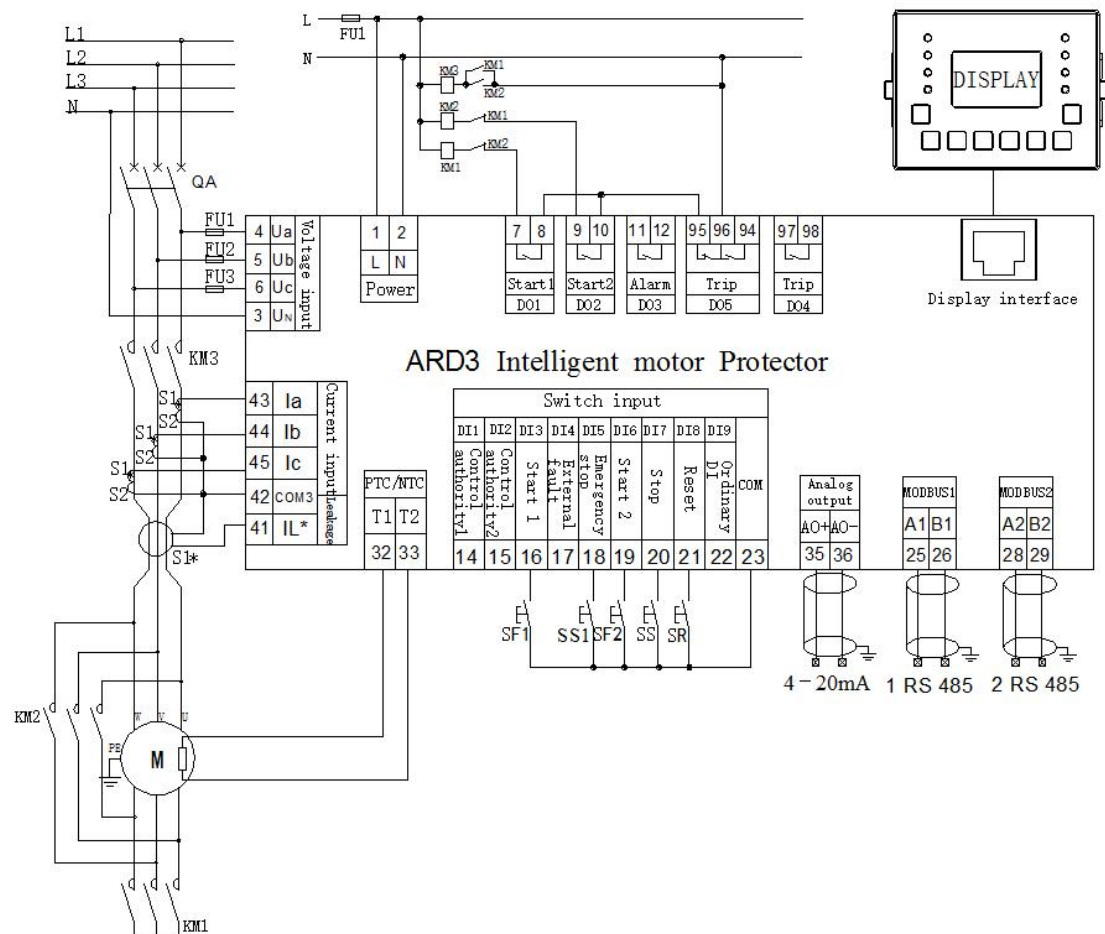 L1
L2
L3
N
QA
L
FU1
N
KM3
KM1
KM2
KM2
KM1
KM2
KM1
DISPLAY
Display interface
FU1
FU2
FU3
4 Ua
5 Ub
6 Uc
3 UN
Voltage input
1 2
L N
Power
7 8
Start1
DO1
9 10
Start2
DO2
11 12
Alarm
DO3
95 96 94
Trip
DO5
97 98
Trip
DO4
ARD3 Intelligent motor Protector
KM3
S1
S2
S1
S2
S1
S2
S1*
43 Ia
44 Ib
45 Ic
42 COM3
41 IL*
Current input
Leakage
PTC/NTC
T1 T2
32 33
Switch input
DI1 DI2 DI3 DI4 DI5 DI6 DI7 DI8 DI9
Control authority1
Control authority2
Start 1
External fault
Emergency stop
Start 2
Stop
Reset
Ordinary DI
COM
14 15 16 17 18 19 20 21 22 23
SF1
SS1
SF2
SS
SR
Analog
output
AO+ AO-
35 36
4-20mA
MODBUS1
A1 B1
25 26
1 RS 485
MODBUS2
A2 B2
28 29
2 RS 485
KM2
W V U
PE
M
KM1